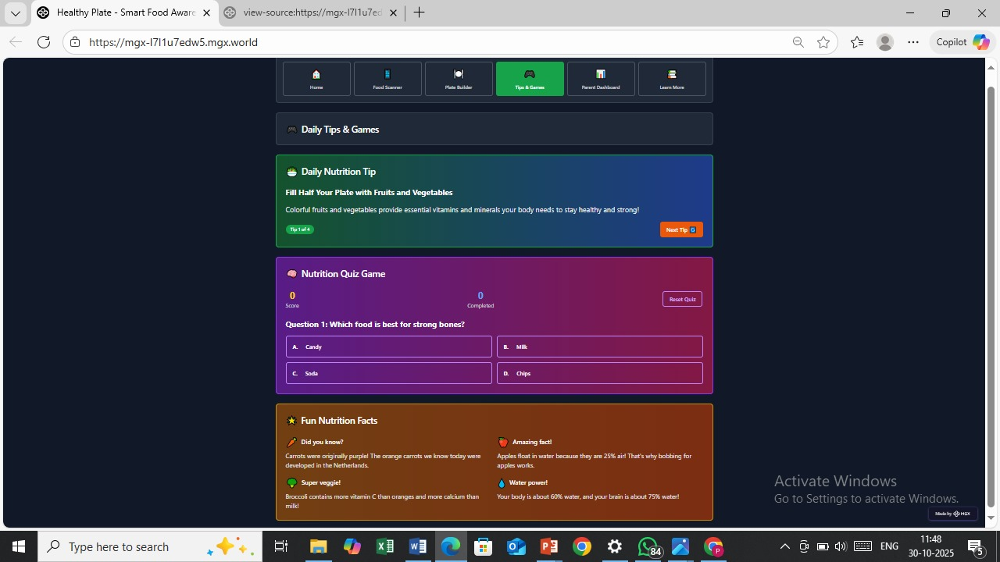 Healthy Plate - Smart Food Aware
view-source:https://mgx-l7l1u7ed
https://mgx-l7l1u7edw5.mgx.world
Copilot
Home
Food Scanner
Plate Builder
Tips & Games
Parent Dashboard
Learn More
Daily Tips & Games
Daily Nutrition Tip
Fill Half Your Plate with Fruits and Vegetables
Colorful fruits and vegetables provide essential vitamins and minerals your body needs to stay healthy and strong!
Tip 1 of 4
Next Tip
Nutrition Quiz Game
0
Score
0
Completed
Reset Quiz
Question 1: Which food is best for strong bones?
A. Candy
B. Milk
C. Soda
D. Chips
Fun Nutrition Facts
Did you know?
Carrots were originally purple! The orange carrots we know today were
developed in the Netherlands.
Amazing fact!
Apples float in water because they are 25% air! That's why bobbing for
apples works.
Super veggie!
Broccoli contains more vitamin C than oranges and more calcium than
milk!
Water power!
Your body is about 60% water, and your brain is about 75% water!
Activate Windows
Go to Settings to activate Windows.
Made by MGX
Type here to search
84
P
ENG
11:48
30-10-2025
5